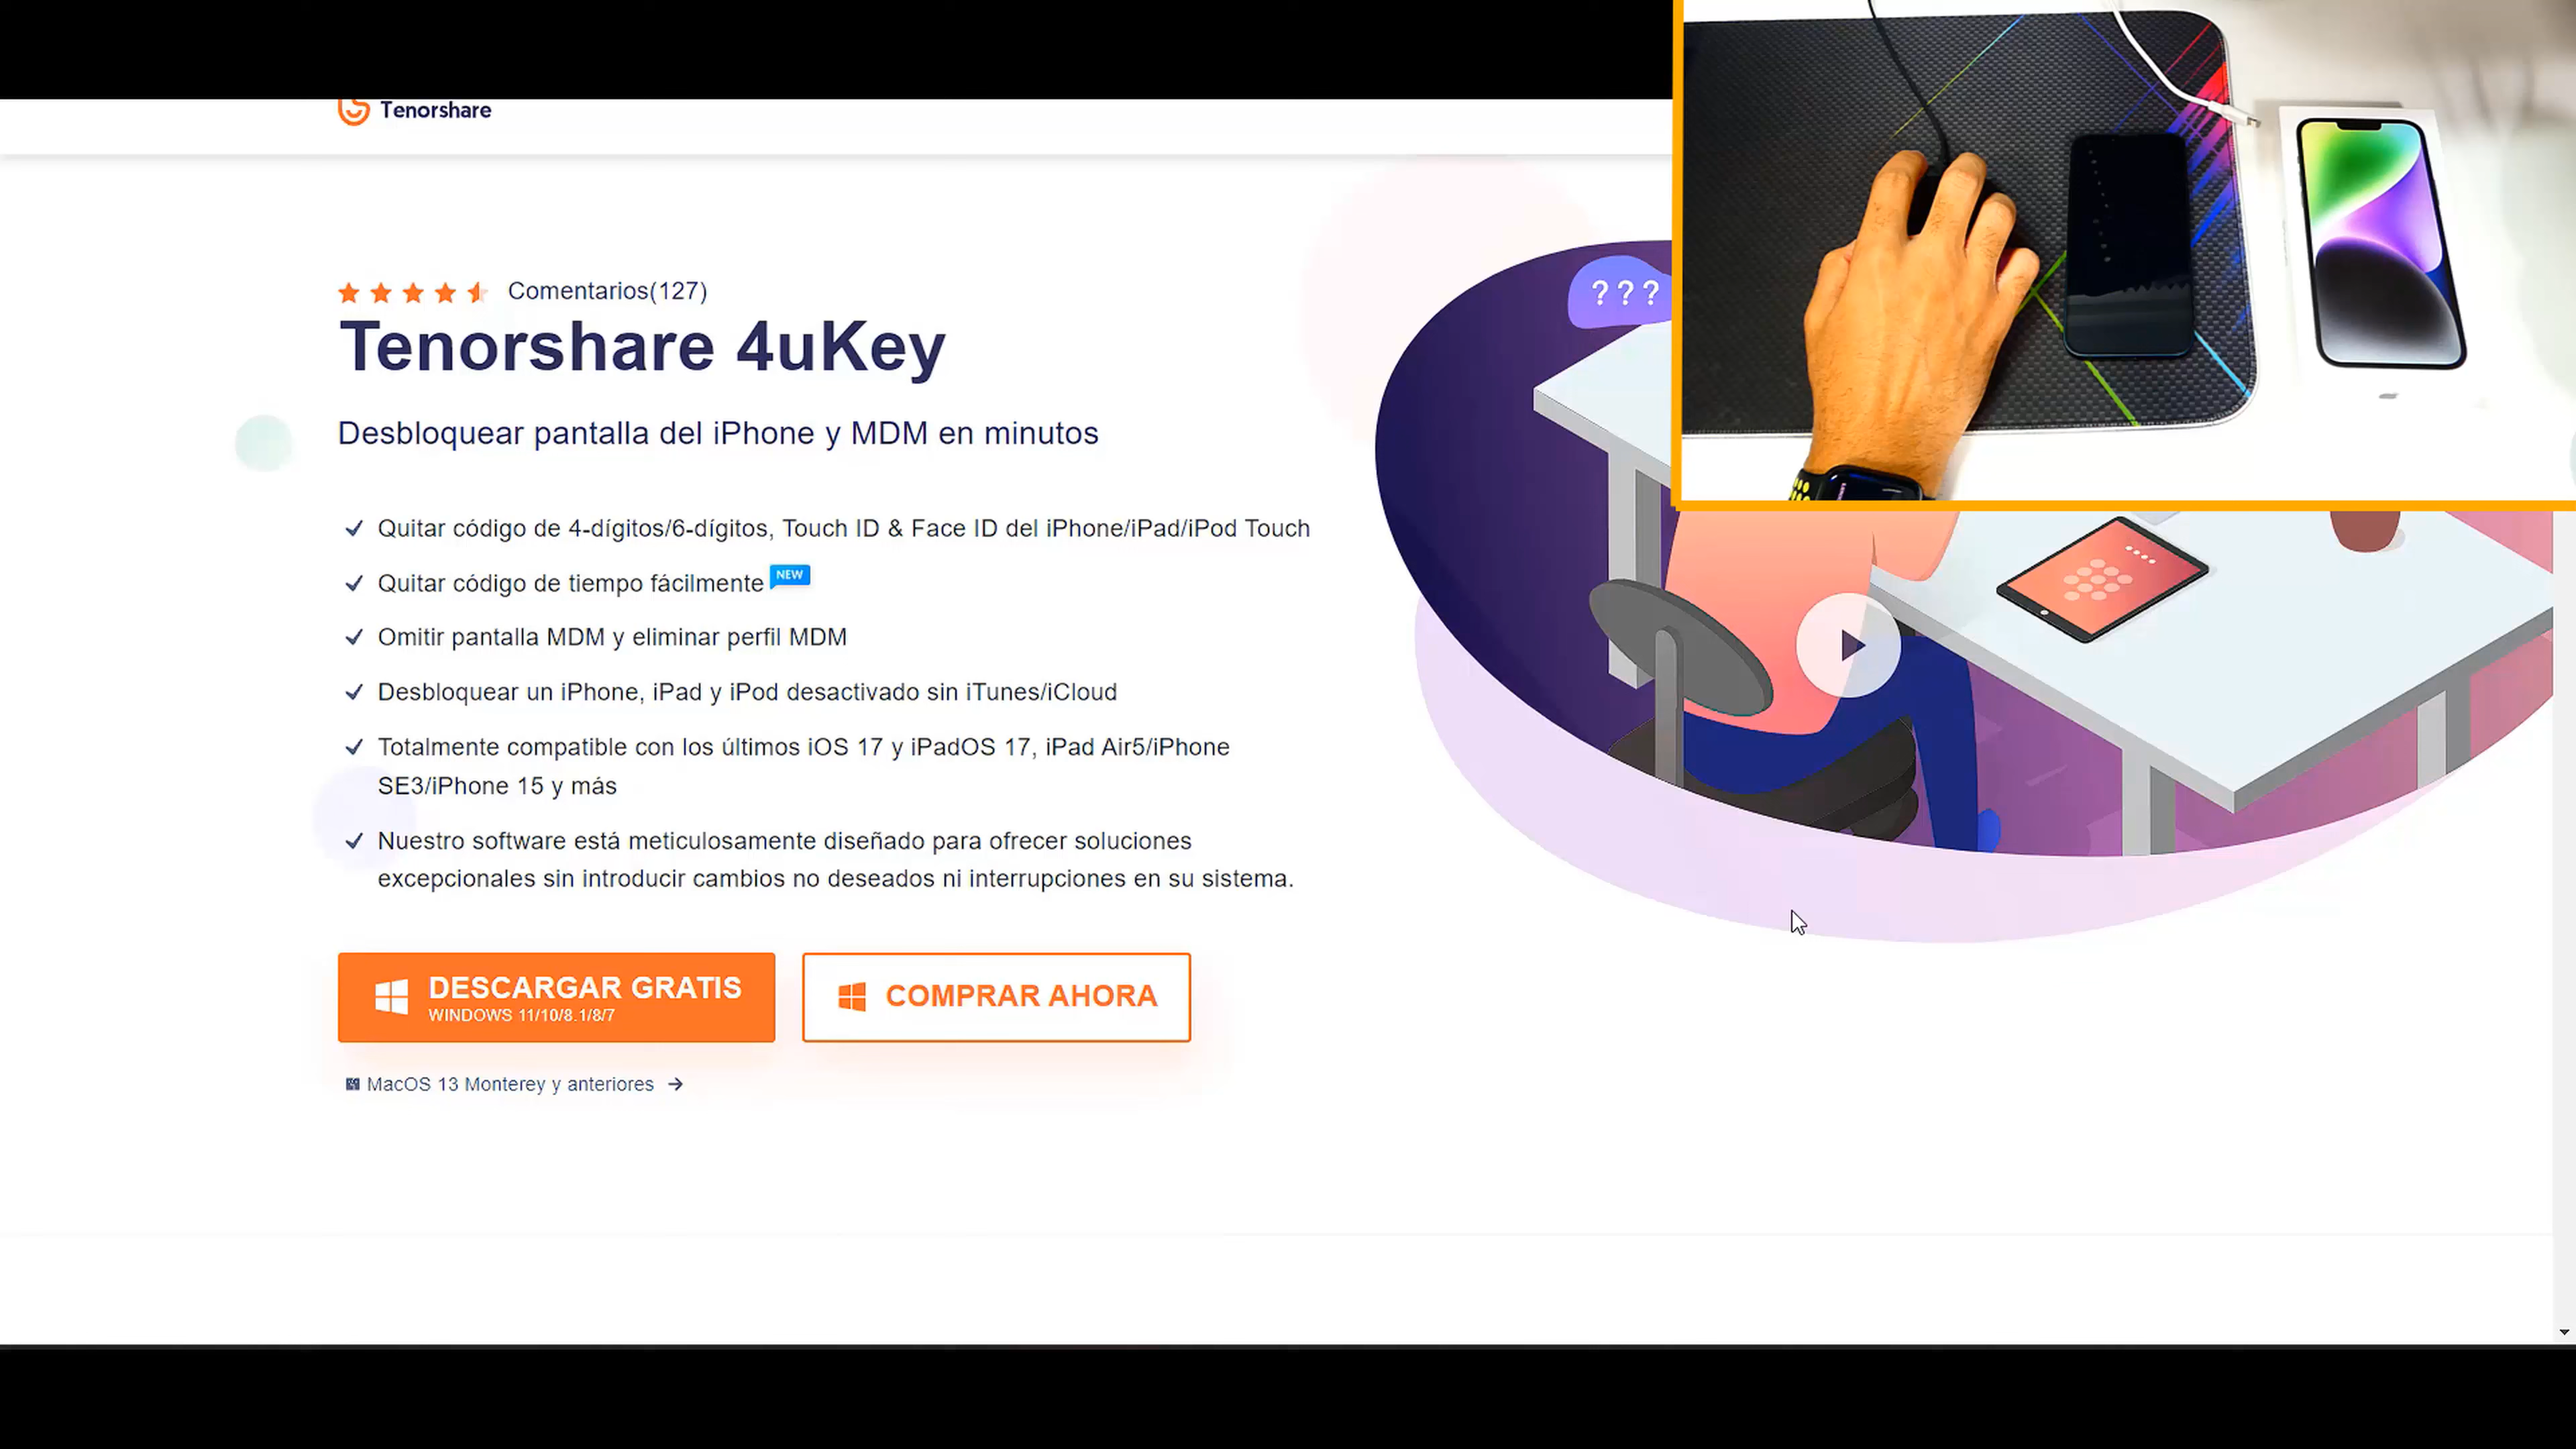 Tenorshare
Comentarios(127)
Tenorshare 4uKey
Desbloquear pantalla del iPhone y MDM en minutos
Quitar código de 4-dígitos/6-dígitos, Touch ID & Face ID del iPhone/iPad/iPod Touch
Quitar código de tiempo fácilmente NEW
Omitir pantalla MDM y eliminar perfil MDM
Desbloquear un iPhone, iPad y iPod desactivado sin iTunes/iCloud
Totalmente compatible con los últimos iOS 17 y iPadOS 17, iPad Air5/iPhone
SE3/iPhone 15 y más
Nuestro software está meticulosamente diseñado para ofrecer soluciones
excepcionales sin introducir cambios no deseados ni interrupciones en su sistema.
DESCARGAR GRATIS
WINDOWS 11/10/8.1/8/7
COMPRAR AHORA
MacOS 13 Monterey y anteriores
???